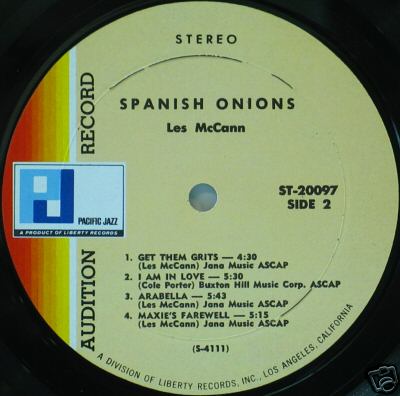 STEREO
SPANISH ONIONS
Les McCann
AUDITION RECORD
PJ
PACIFIC JAZZ
A PRODUCT OF LIBERTY RECORDS
ST-20097
SIDE 2
1. GET THEM GRITS — 4:30
(Les McCann) Jana Music ASCAP
2. I AM IN LOVE — 5:30
(Cole Porter) Buxton Hill Music Corp. ASCAP
3. ARABELLA — 5:43
(Les McCann) Jana Music ASCAP
4. MAXIE'S FAREWELL — 5:15
(Les McCann) Jana Music ASCAP
(S-4111)
A DIVISION OF LIBERTY RECORDS, INC., LOS ANGELES, CALIFORNIA